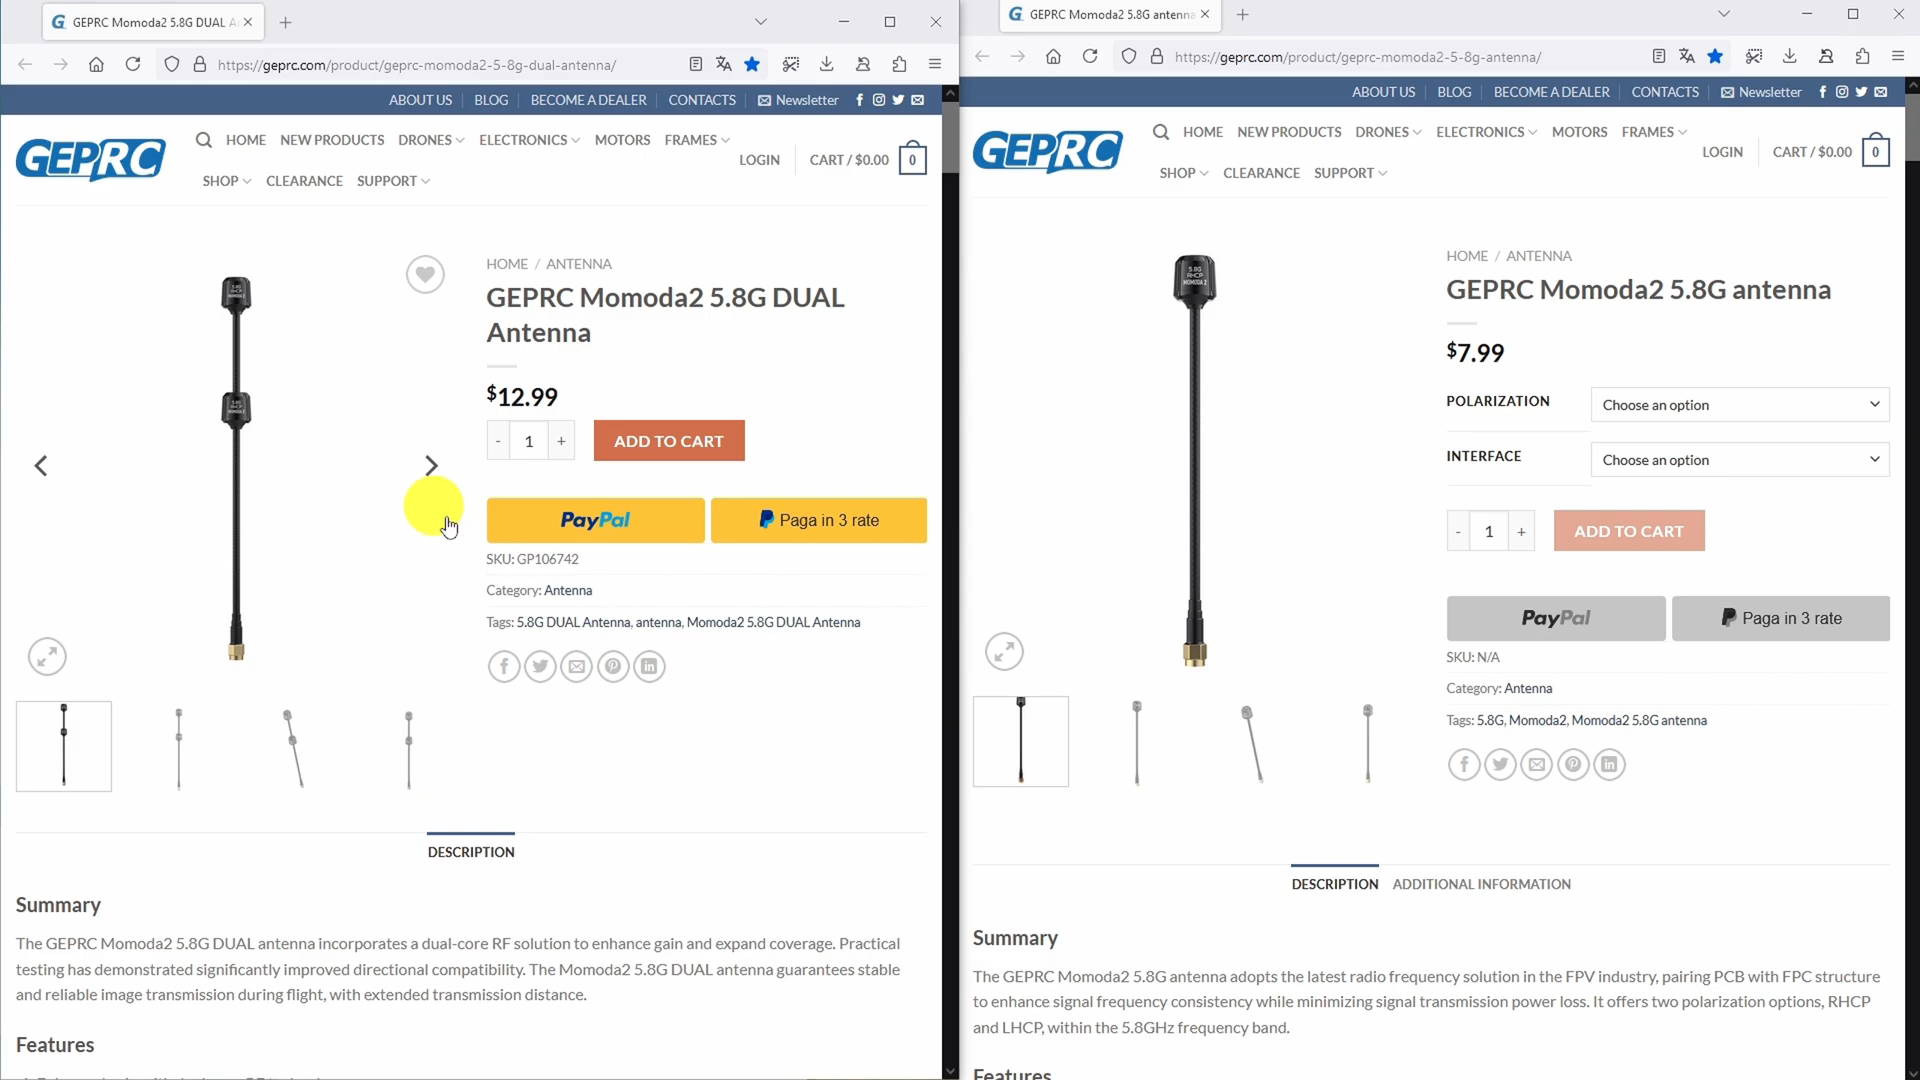 GEPRC Momoda2 5.8G DUAL A
https://geprc.com/product/geprc-momoda2-5-8g-dual-antenna/
ABOUT US
BLOG
BECOME A DEALER
CONTACTS
Newsletter
GEPRC
HOME
NEW PRODUCTS
DRONES
ELECTRONICS
MOTORS
FRAMES
SHOP
CLEARANCE
SUPPORT
LOGIN
CART / $0.00
0
HOME / ANTENNA
GEPRC Momoda2 5.8G DUAL
Antenna
$12.99
- 1 +
ADD TO CART
PayPal
Paga in 3 rate
SKU: GP106742
Category: Antenna
Tags: 5.8G DUAL Antenna, antenna, Momoda2 5.8G DUAL Antenna
DESCRIPTION
Summary
The GEPRC Momoda2 5.8G DUAL antenna incorporates a dual-core RF solution to enhance gain and expand coverage. Practical
testing has demonstrated significantly improved directional compatibility. The Momoda2 5.8G DUAL antenna guarantees stable
and reliable image transmission during flight, with extended transmission distance.
Features
GEPRC Momoda2 5.8G antenna
https://geprc.com/product/geprc-momoda2-5-8g-antenna/
ABOUT US
BLOG
BECOME A DEALER
CONTACTS
Newsletter
GEPRC
HOME
NEW PRODUCTS
DRONES
ELECTRONICS
MOTORS
FRAMES
SHOP
CLEARANCE
SUPPORT
LOGIN
CART / $0.00
0
5.8G
RHCP
MOMODA 2
HOME / ANTENNA
GEPRC Momoda2 5.8G antenna
$7.99
POLARIZATION
Choose an option
INTERFACE
Choose an option
- 1 +
ADD TO CART
PayPal
Paga in 3 rate
SKU: N/A
Category: Antenna
Tags: 5.8G, Momoda2, Momoda2 5.8G antenna
DESCRIPTION
ADDITIONAL INFORMATION
Summary
The GEPRC Momoda2 5.8G antenna adopts the latest radio frequency solution in the FPV industry, pairing PCB with FPC structure
to enhance signal frequency consistency while minimizing signal transmission power loss. It offers two polarization options, RHCP
and LHCP, within the 5.8GHz frequency band.
Features